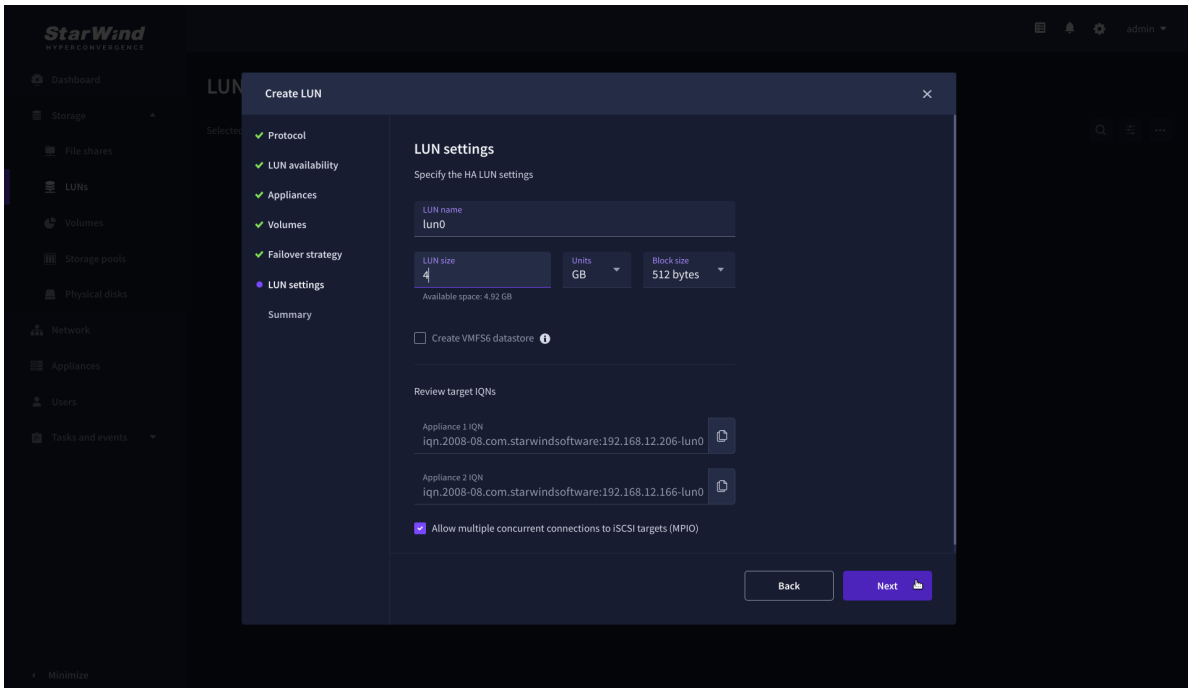 StarWind
HYPERCONVERGENCE
admin
Dashboard
Storage
File shares
LUNs
Volumes
Storage pools
Physical disks
Network
Appliances
Users
Tasks and events
Minimize
LUN
Selected
Create LUN
Protocol
LUN availability
Appliances
Volumes
Failover strategy
LUN settings
Summary
LUN settings
Specify the HA LUN settings
LUN name
lun0
LUN size
4
Units
GB
Block size
512 bytes
Available space: 4.92 GB
Create VMFS6 datastore
Review target IQNs
Appliance 1 IQN
iqn.2008-08.com.starwindsoftware:192.168.12.206-lun0
Appliance 2 IQN
iqn.2008-08.com.starwindsoftware:192.168.12.166-lun0
Allow multiple concurrent connections to iSCSI targets (MPIO)
Back
Next